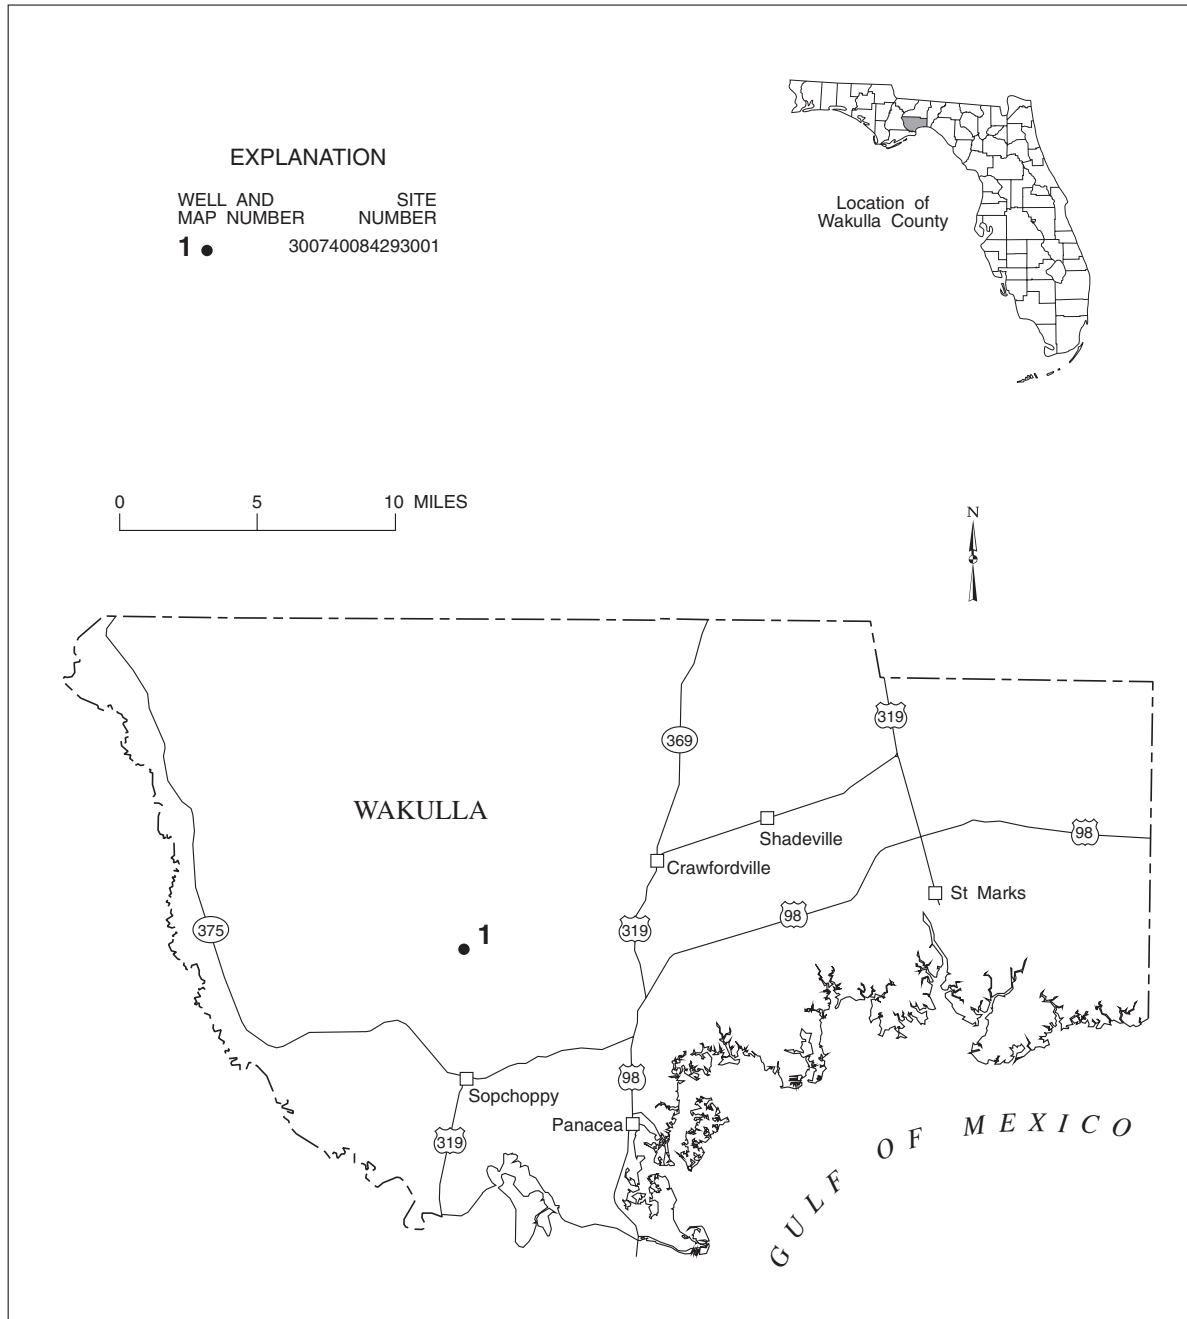 EXPLANATION
WELL AND MAP NUMBER
SITE NUMBER
1 300740084293001
Location of
Wakulla County
0 5 10 MILES
N
319
369
WAKULLA
Shadeville
98
Crawfordville
St Marks
98
375
319
1
Sopchoppy
98
Panacea
319
GULF OF MEXICO